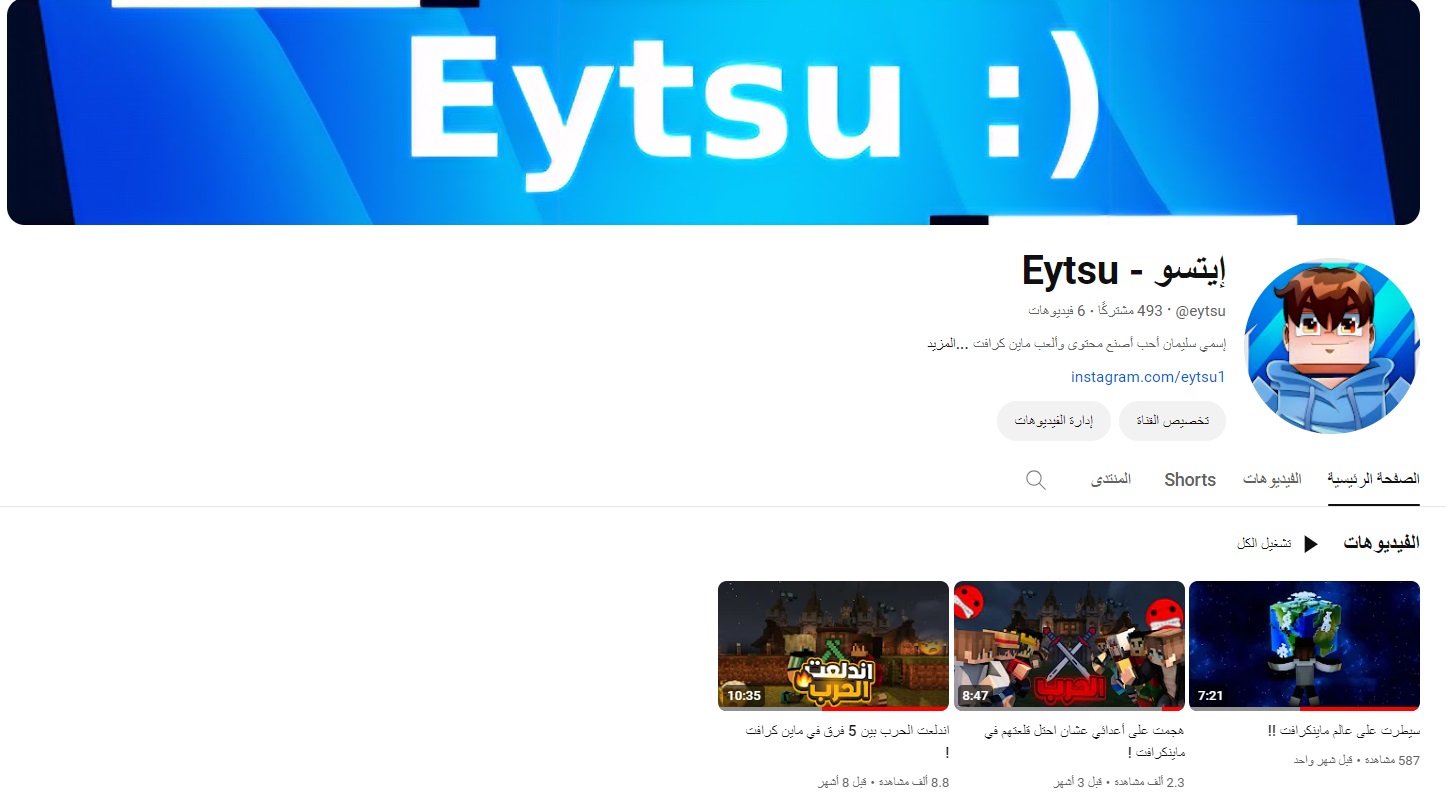 Eytsu :)
إيتسو - Eytsu
@eytsu · 493 مشتركًا · 6 فيديوهات
إسمي سليمان أحب أصنع محتوى وألعب ماين كرافت ...المزيد
instagram.com/eytsu1
تخصيص القناة
إدارة الفيديوهات
الصفحة الرئيسية
الفيديوهات
Shorts
المنتدى
الفيديوهات
تشغيل الكل
7:21
سيطرت على عالم ماينكرافت !!
587 مشاهدة • قبل شهر واحد
الحرب
8:47
هجمت على أعدائي عشان احتل قلعتهم في
ماينكرافت !
2.3 ألف مشاهدة • قبل 3 أشهر
اندلعت
الحرب
10:35
اندلعت الحرب بين 5 فرق في ماين كرافت
!
8.8 ألف مشاهدة • قبل 8 أشهر